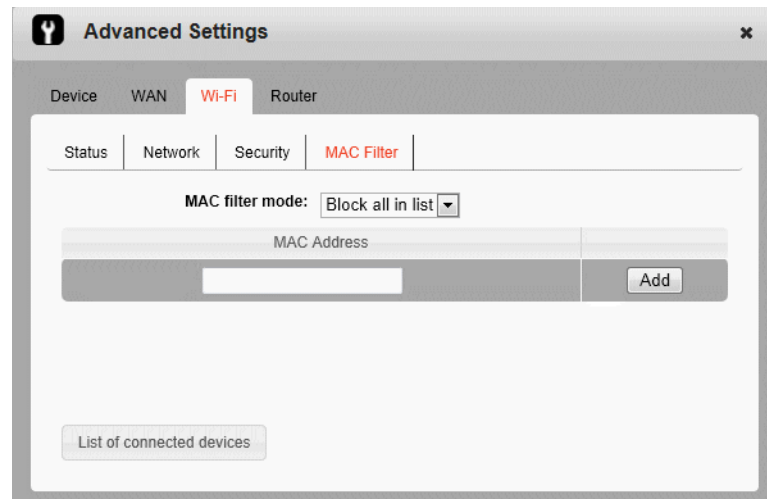 Advanced Settings
Device WAN Wi-Fi Router
Status Network Security MAC Filter
MAC filter mode: Block all in list
MAC Address
Add
List of connected devices